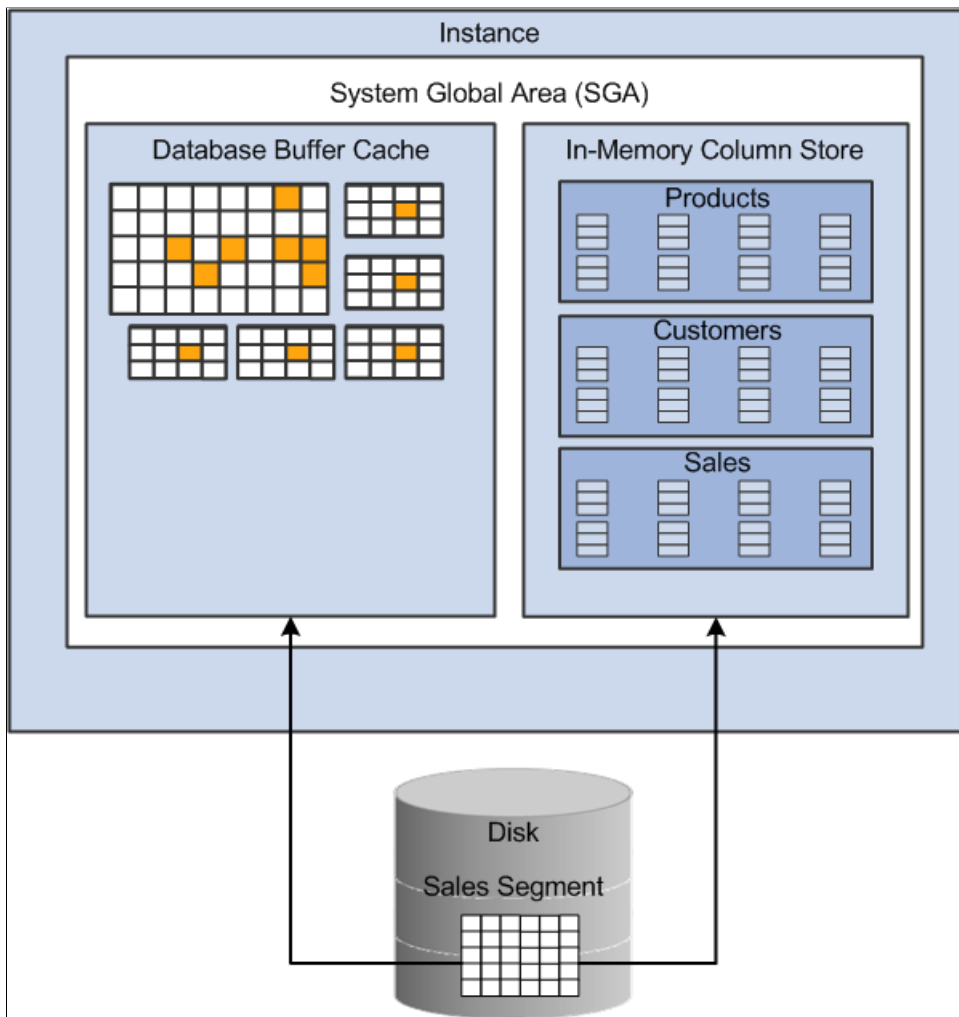 Instance
System Global Area (SGA)
Database Buffer Cache
In-Memory Column Store
Products
Customers
Sales
Disk
Sales Segment